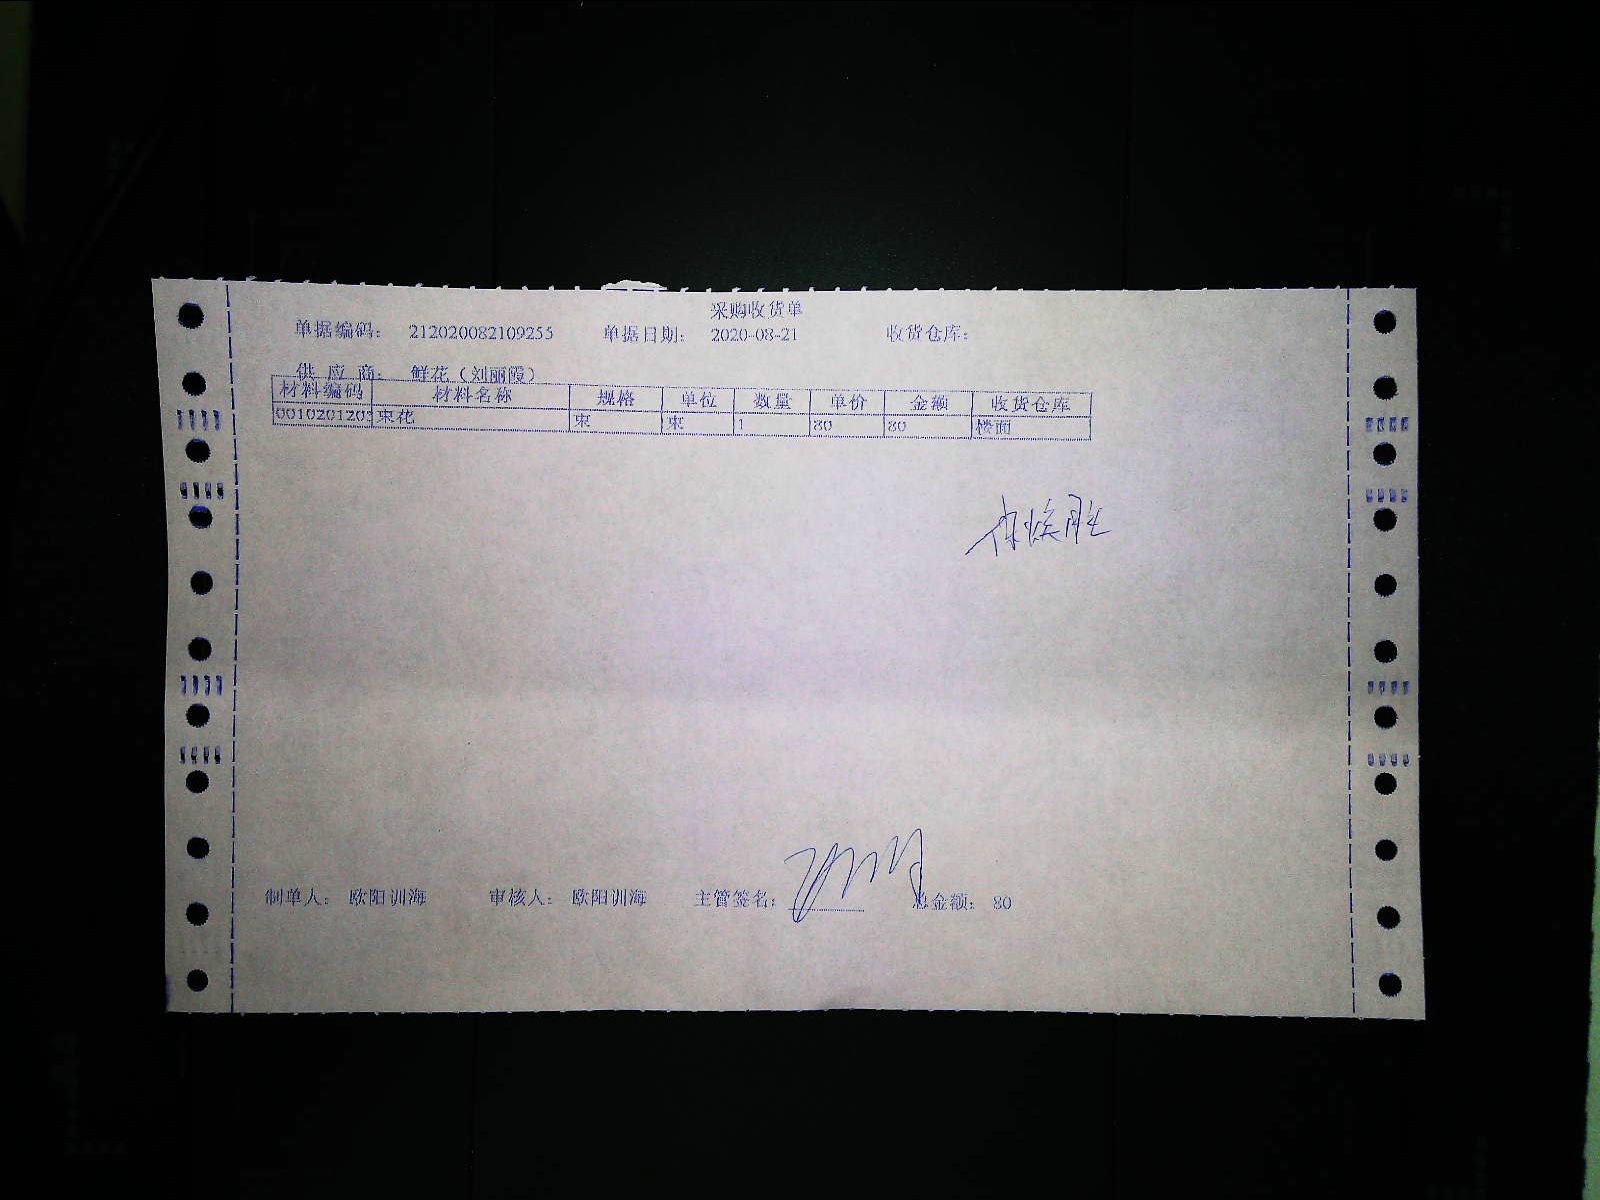 采购收货单
单据编码： 212020082109255 单据日期： 2020-08-21 收货仓库：
供应商： 鲜花（刘丽霞）
材料编码 材料名称 规格 单位 数量 单价 金额 收货仓库
0010201203 束花 束 束 1 80 80 楼面
制单人： 欧阳训海 审核人： 欧阳训海 主管签名： 总金额： 80